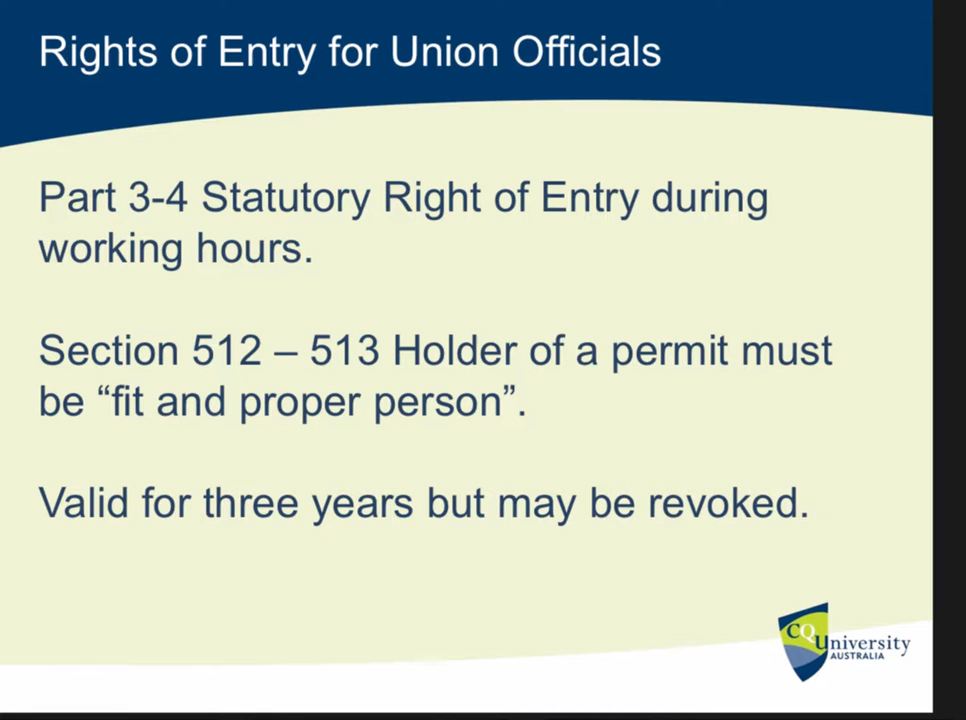 Rights of Entry for Union Officials
Part 3-4 Statutory Right of Entry during
working hours.
Section 512 – 513 Holder of a permit must
be “fit and proper person”.
Valid for three years but may be revoked.
CQUniversity
AUSTRALIA